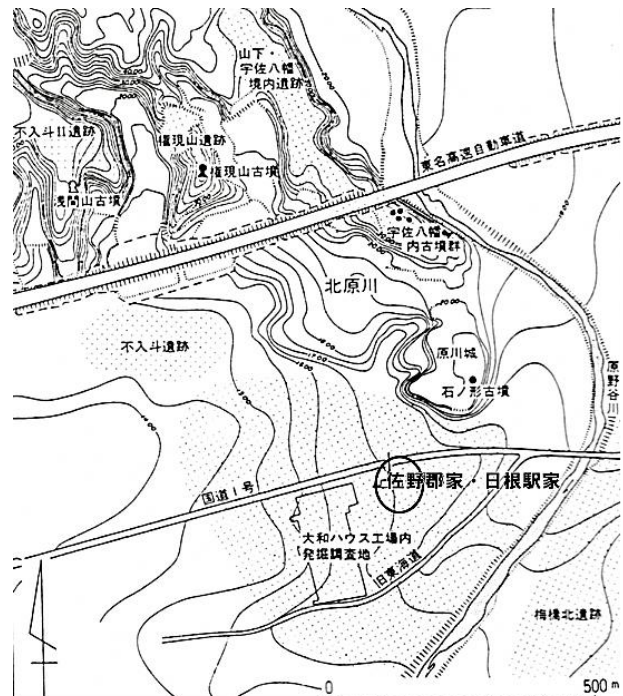 山下・
宇佐八幡
境内遺跡
不入斗II遺跡
権現山遺跡
権現山古墳
浅間山古墳
東名高速自動車道
宇佐八幡
内古墳群
北原川
原川城
石ノ形古墳
原野谷川
不入斗遺跡
国道1号
佐野郡家・日根駅家
大和ハウス工場内
発掘調査地
旧東海道
梅橋北遺跡
0 500m